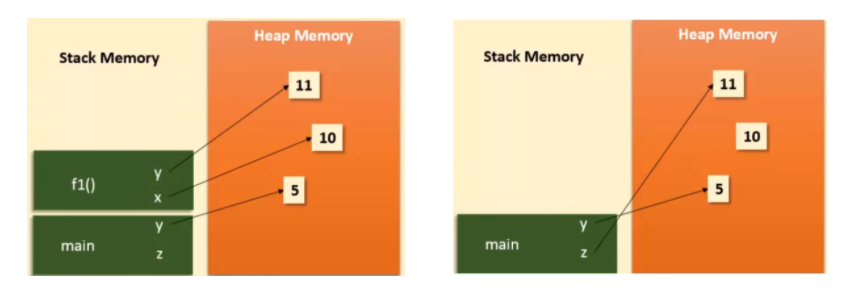 Heap Memory
Stack Memory
11
10
f1()
y
x
5
main
y
z
Heap Memory
Stack Memory
11
10
5
main
y
z